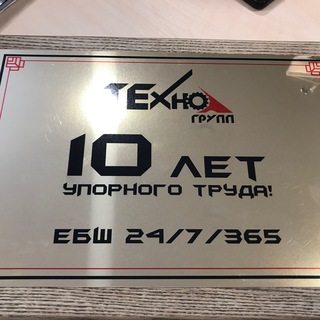 ТЕХНО
ГРУПП
10 ЛЕТ
УПОРНОГО ТРУДА!
ЕБШ 24/7/365